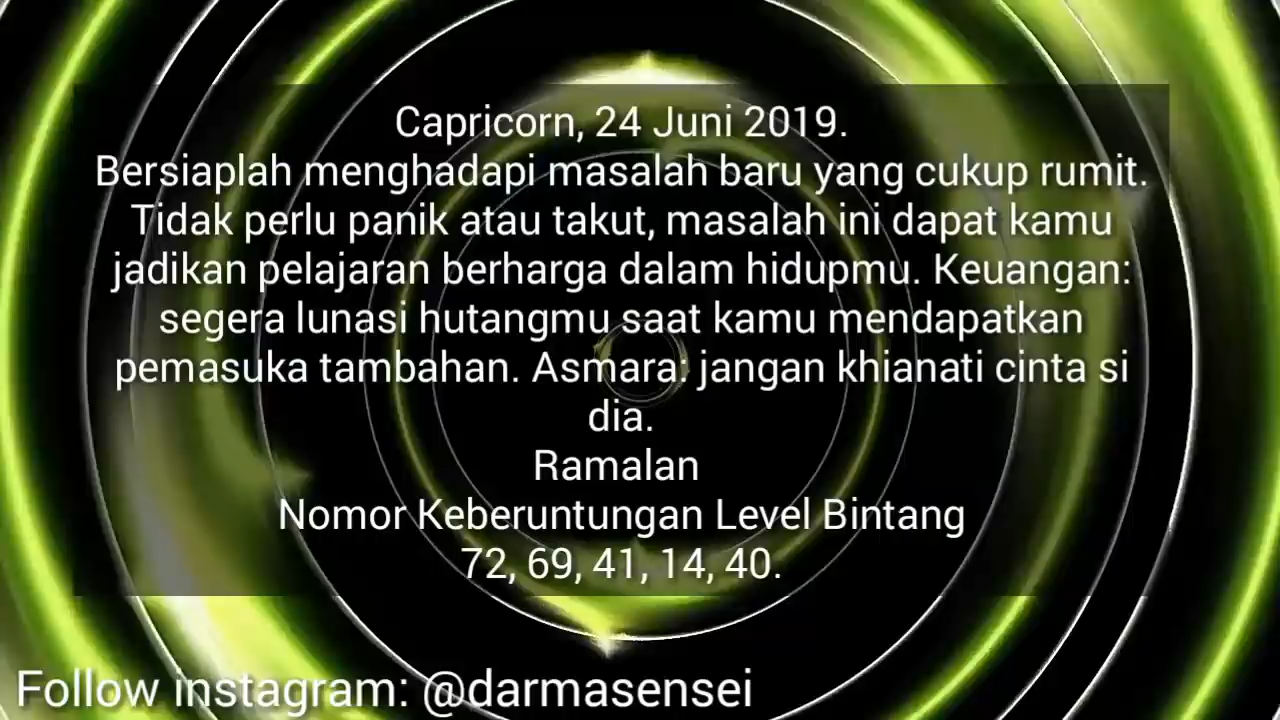 Capricorn, 24 Juni 2019.
Bersiaplah menghadapi masalah baru yang cukup rumit.
Tidak perlu panik atau takut, masalah ini dapat kamu
jadikan pelajaran berharga dalam hidupmu. Keuangan:
segera lunasi hutangmu saat kamu mendapatkan
pemasuka tambahan. Asmara: jangan khianati cinta si
dia.
Ramalan
Nomor Keberuntungan Level Bintang
72, 69, 41, 14, 40.
Follow instagram: @darmasensei